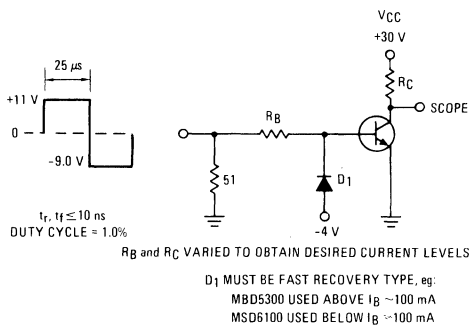 25 μs
+11 V
0
-9.0 V
tr, tf ≤ 10 ns
DUTY CYCLE = 1.0%
VCC
+30 V
RC
SCOPE
RB
51
D1
-4 V
RB and RC VARIED TO OBTAIN DESIRED CURRENT LEVELS
D1 MUST BE FAST RECOVERY TYPE, eg:
MBD5300 USED ABOVE IB ~100 mA
MSD6100 USED BELOW IB ~100 mA